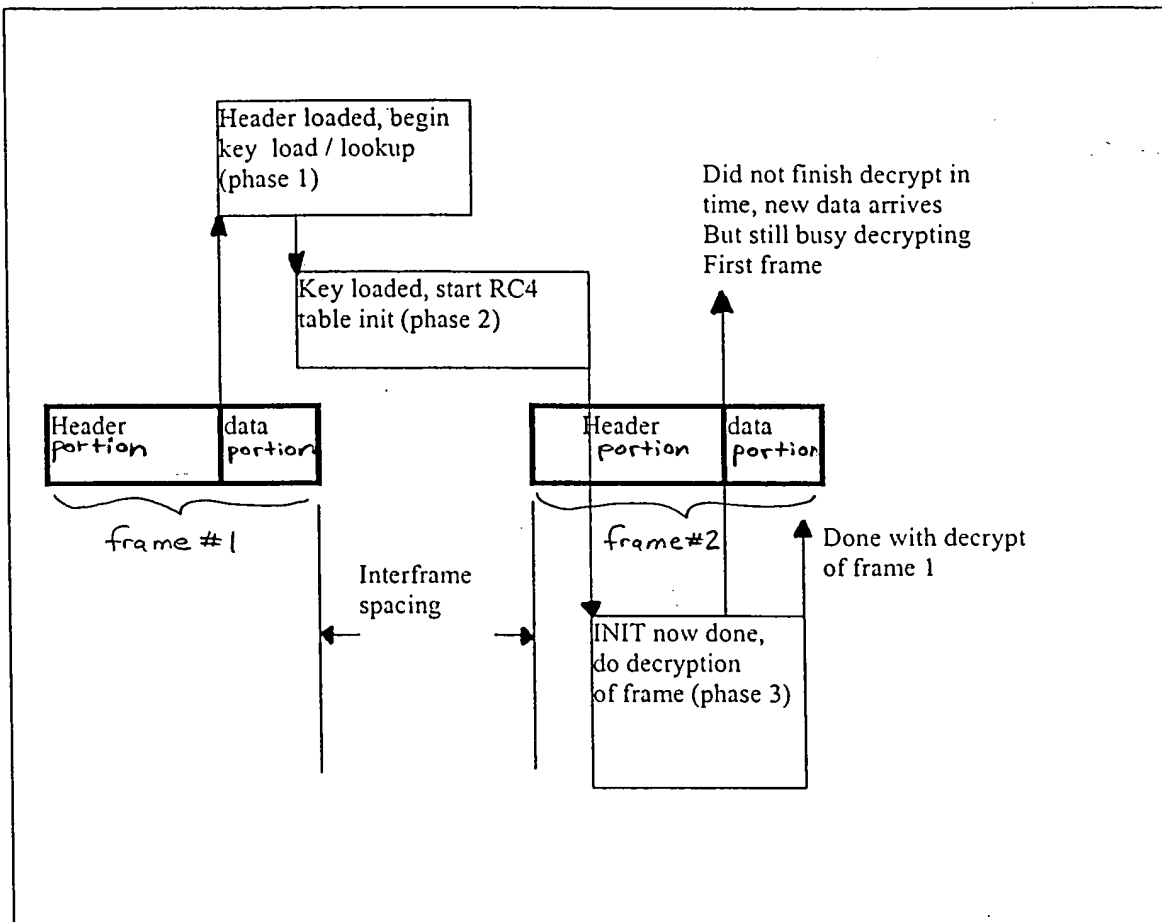 Header loaded, begin
key load / lookup
(phase 1)
Did not finish decrypt in
time, new data arrives
But still busy decrypting
First frame
Key loaded, start RC4
table init (phase 2)
Header
portion
data
portion
Header
portion
data
portion
frame #1
frame#2
Done with decrypt
of frame 1
Interframe
spacing
INIT now done,
do decryption
of frame (phase 3)